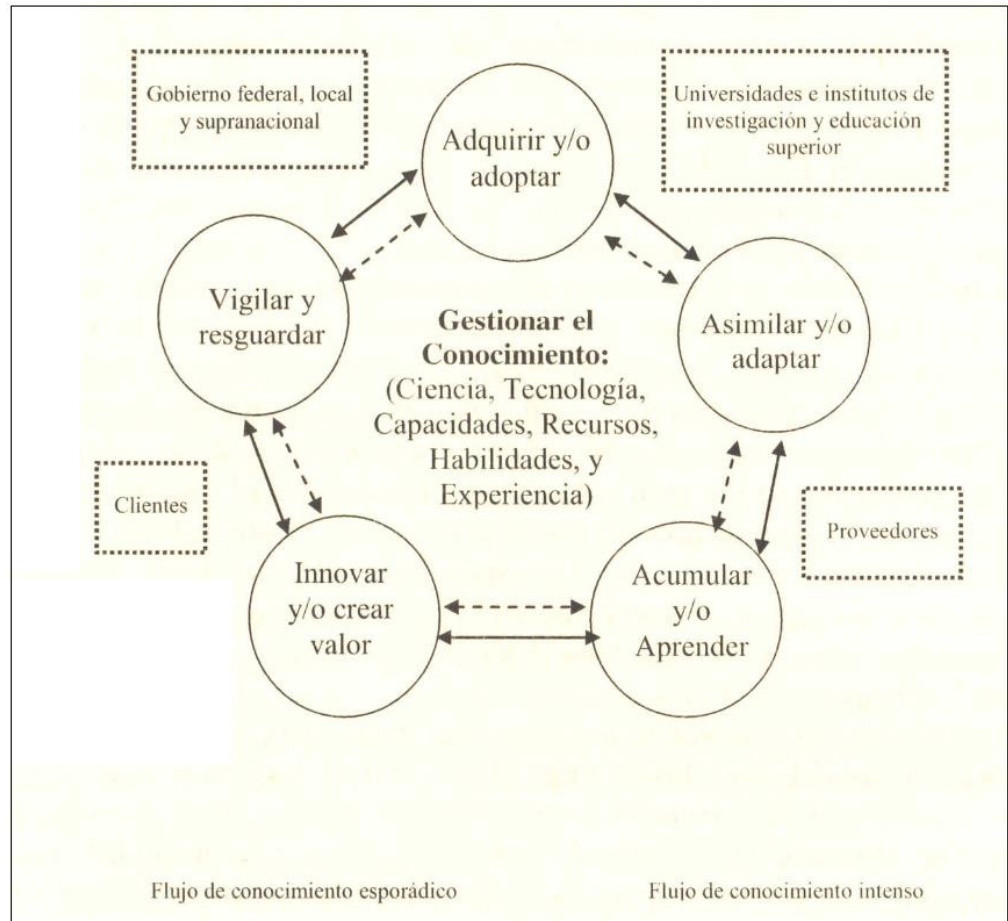 Gobierno federal, local
y supranacional
Universidades e institutos de
investigación y educación
superior
Adquirir y/o
adoptar
Vigilar y
resguardar
Gestionar el
Conocimiento:
(Ciencia, Tecnología,
Capacidades, Recursos,
Habilidades, y
Experiencia)
Asimilar y/o
adaptar
Clientes
Proveedores
Innovar
y/o crear
valor
Acumular
y/o
Aprender
Flujo de conocimiento esporádico
Flujo de conocimiento intenso